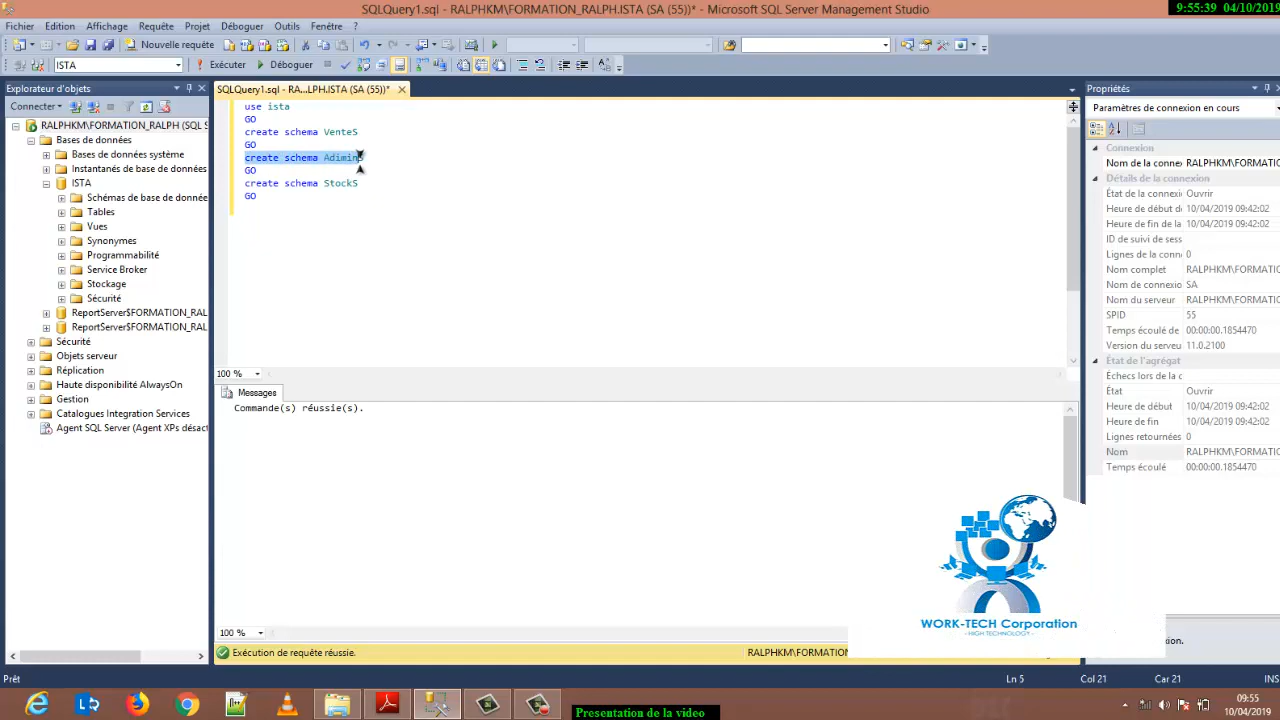 SQLQuery1.sql - RALPHKM\FORMATION_RALPH.ISTA (SA (55))* - Microsoft SQL Server Management Studio
9:55:39 04/10/2019
Fichier Edition Affichage Requête Projet Déboguer Outils Fenêtre ?
Nouvelle requête
ISTA
Exécuter Déboguer
Explorateur d'objets
SQLQuery1.sql - RA...LPH.ISTA (SA (55))*
Propriétés
Connecter
RALPHKM\FORMATION_RALPH (SQL S
Bases de données
Bases de données système
Instantanés de base de données
ISTA
Schémas de base de donnée
Tables
Vues
Synonymes
Programmabilité
Service Broker
Stockage
Sécurité
ReportServer$FORMATION_RAL
ReportServer$FORMATION_RAL
Sécurité
Objets serveur
Réplication
Haute disponibilité AlwaysOn
Gestion
Catalogues Integration Services
Agent SQL Server (Agent XPs désact
use ista
GO
create schema VenteS
GO
create schema AdiminS
GO
create schema StockS
GO
100 %
Messages
Commande(s) réussie(s).
100 %
Exécution de requête réussie.
RALPHKM\FORMATION
Paramètres de connexion en cours
Connexion
Nom de la conne RALPHKM\FORMATIO
Détails de la connexion
État de la connexi Ouvrir
Heure de début d 10/04/2019 09:42:02
Heure de fin de la 10/04/2019 09:42:02
ID de suivi de sess
Lignes de la conn 0
Nom complet RALPHKM\FORMATIO
Nom de connexio SA
Nom du serveur RALPHKM\FORMATIO
SPID 55
Temps écoulé de 00:00:00.1854470
Version du serveu 11.0.2100
État de l'agrégat
Échecs lors de la c
État Ouvrir
Heure de début 10/04/2019 09:42:02
Heure de fin 10/04/2019 09:42:02
Lignes retournées 0
Nom RALPHKM\FORMATIO
Temps écoulé 00:00:00.1854470
WORK-TECH Corporation
-HIGH TECHNOLOGY-
xion.
Prêt
Ln 5 Col 21 Car 21 INS
Presentation de la video
09:55
10/04/2019